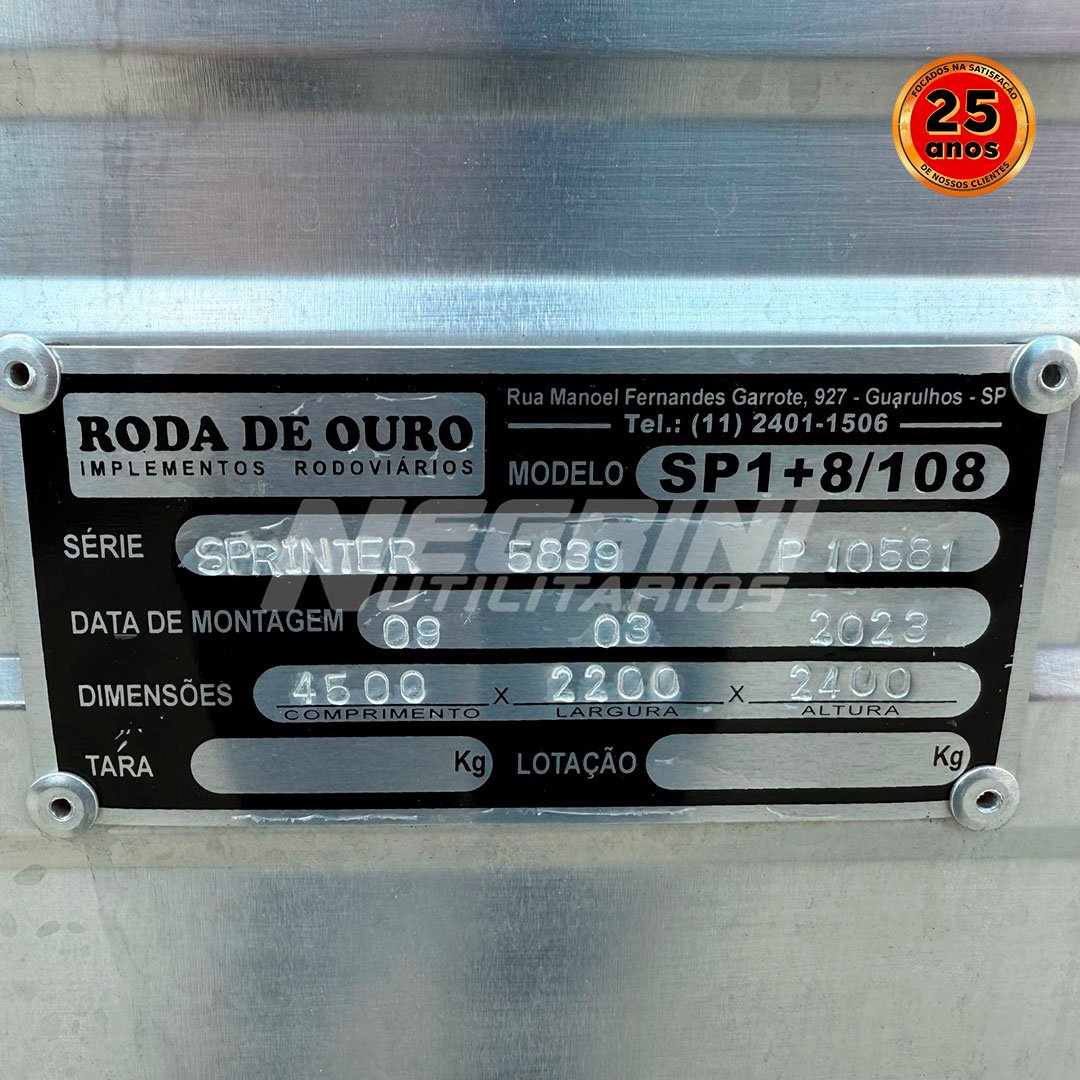 FOCADOS NA SATISFAÇÃO
25
anos
DE NOSSOS CLIENTES
RODA DE OURO
IMPLEMENTOS RODOVIÁRIOS
Rua Manoel Fernandes Garrote, 927 - Guarulhos - SP
Tel.: (11) 2401-1506
MODELO SP1+8/108
SÉRIE SPRINTER 5839 P 10581
NEGRINI
UTILITÁRIOS
DATA DE MONTAGEM 09 03 2023
DIMENSÕES 4500 X 2200 X 2400
COMPRIMENTO LARGURA ALTURA
TARA Kg LOTAÇÃO Kg